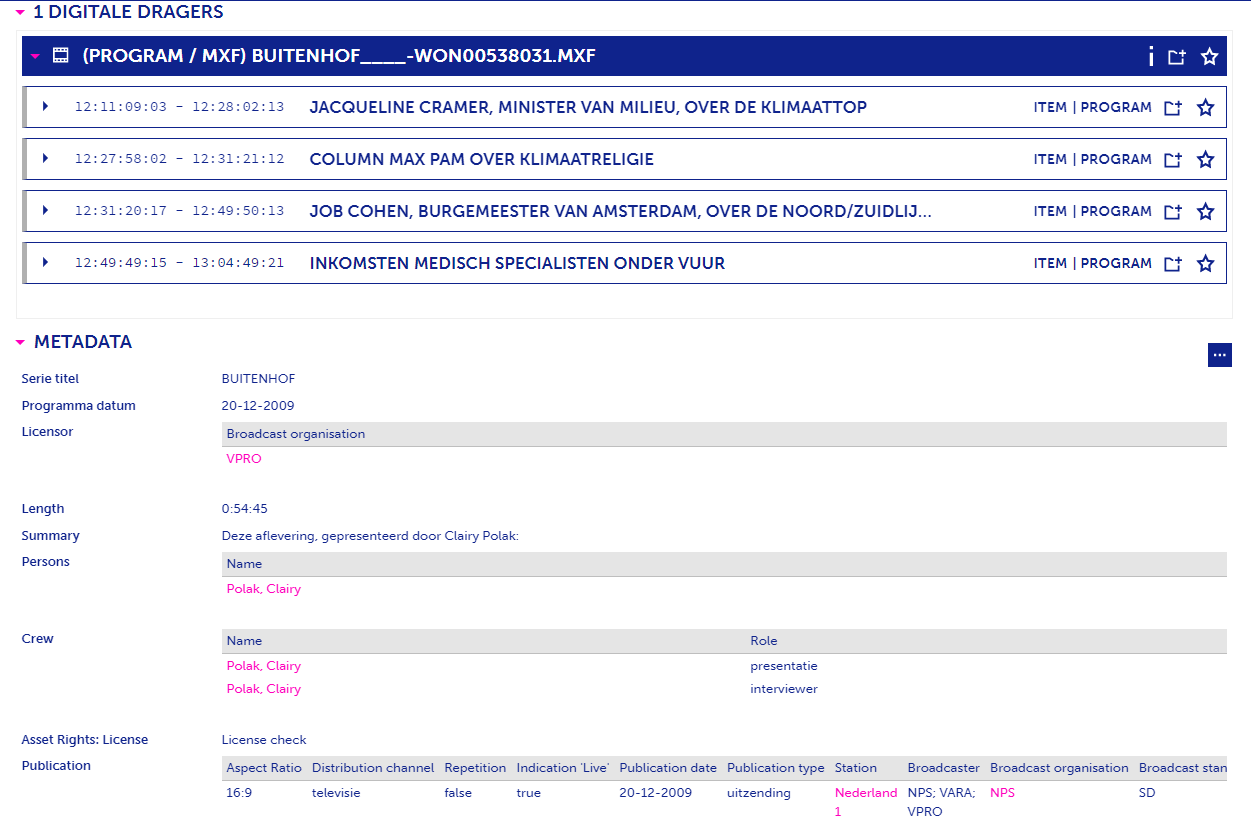 1 DIGITALE DRAGERS
(PROGRAM / MXF) BUITENHOF____-WON00538031.MXF
12:11:09:03 - 12:28:02:13 JACQUELINE CRAMER, MINISTER VAN MILIEU, OVER DE KLIMAATTOP ITEM | PROGRAM
12:27:58:02 - 12:31:21:12 COLUMN MAX PAM OVER KLIMAATRELIGIE ITEM | PROGRAM
12:31:20:17 - 12:49:50:13 JOB COHEN, BURGEMEESTER VAN AMSTERDAM, OVER DE NOORD/ZUIDLIJ... ITEM | PROGRAM
12:49:49:15 - 13:04:49:21 INKOMSTEN MEDISCH SPECIALISTEN ONDER VUUR ITEM | PROGRAM
METADATA
Serie titel BUITENHOF
Programma datum 20-12-2009
Licensor Broadcast organisation
VPRO
Length 0:54:45
Summary Deze aflevering, gepresenteerd door Clairy Polak:
Persons Name
Polak, Clairy
Crew Name Role
Polak, Clairy presentatie
Polak, Clairy interviewer
Asset Rights: License License check
Publication Aspect Ratio Distribution channel Repetition Indication 'Live' Publication date Publication type Station Broadcaster Broadcast organisation Broadcast stan
16:9 televisie false true 20-12-2009 uitzending Nederland NPS; VARA; NPS SD
1 VPRO